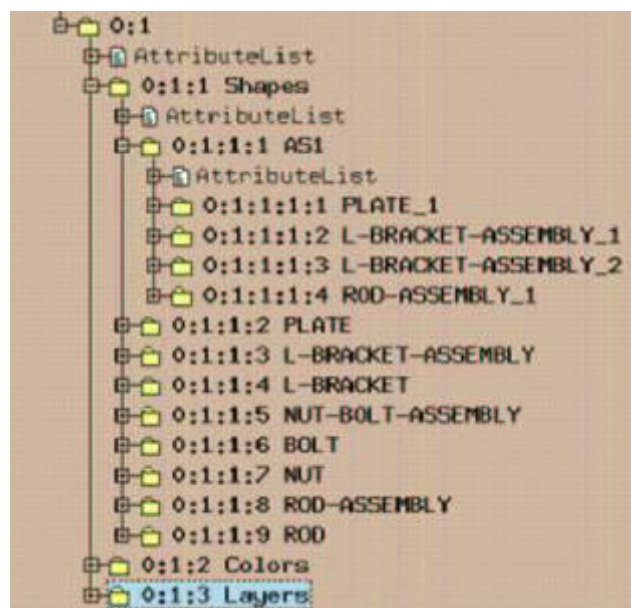 0:1
AttributeList
0:1:1 Shapes
AttributeList
0:1:1:1 AS1
AttributeList
0:1:1:1:1 PLATE_1
0:1:1:1:2 L-BRACKET-ASSEMBLY_1
0:1:1:1:3 L-BRACKET-ASSEMBLY_2
0:1:1:1:4 ROD-ASSEMBLY_1
0:1:1:2 PLATE
0:1:1:3 L-BRACKET-ASSEMBLY
0:1:1:4 L-BRACKET
0:1:1:5 NUT-BOLT-ASSEMBLY
0:1:1:6 BOLT
0:1:1:7 NUT
0:1:1:8 ROD-ASSEMBLY
0:1:1:9 ROD
0:1:2 Colors
0:1:3 Layers